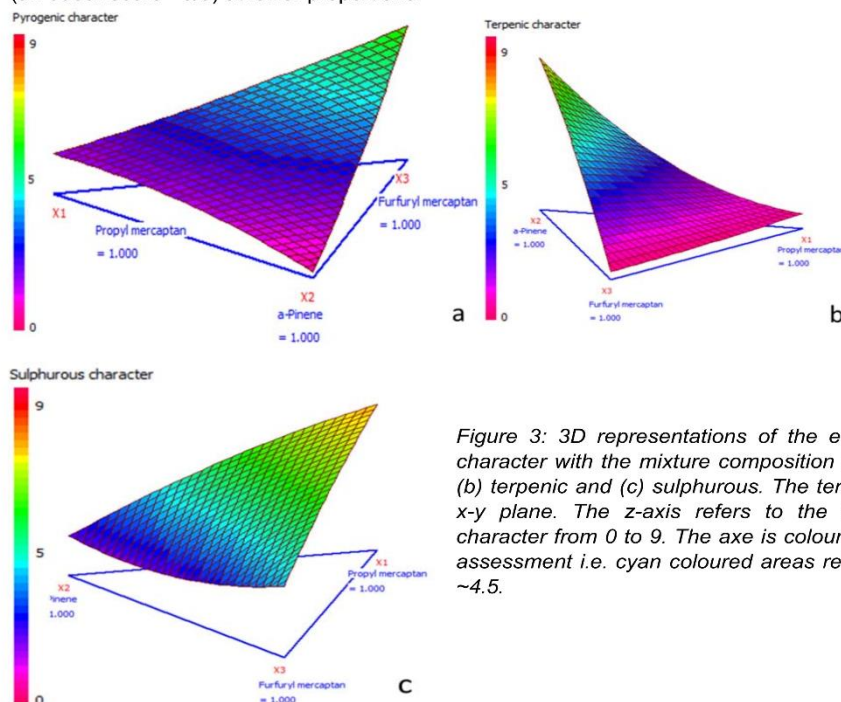 Pyrogenic character
9
5
0
X1
Propyl mercaptan
= 1.000
X3
Furfuryl mercaptan
= 1.000
X2
a-Pinene
= 1.000
a
Terpenic character
9
5
0
X2
a-Pinene
= 1.000
X1
Propyl mercaptan
= 1.000
X3
Furfuryl mercaptan
= 1.000
b
Sulphurous character
9
5
0
X2
1.000
X1
Propyl mercaptan
= 1.000
X3
Furfuryl mercaptan
= 1.000
c
Figure 3: 3D representations of the e
character with the mixture composition
(b) terpenic and (c) sulphurous. The ter
x-y plane. The z-axis refers to the
character from 0 to 9. The axe is colour
assessment i.e. cyan coloured areas re
~4.5.